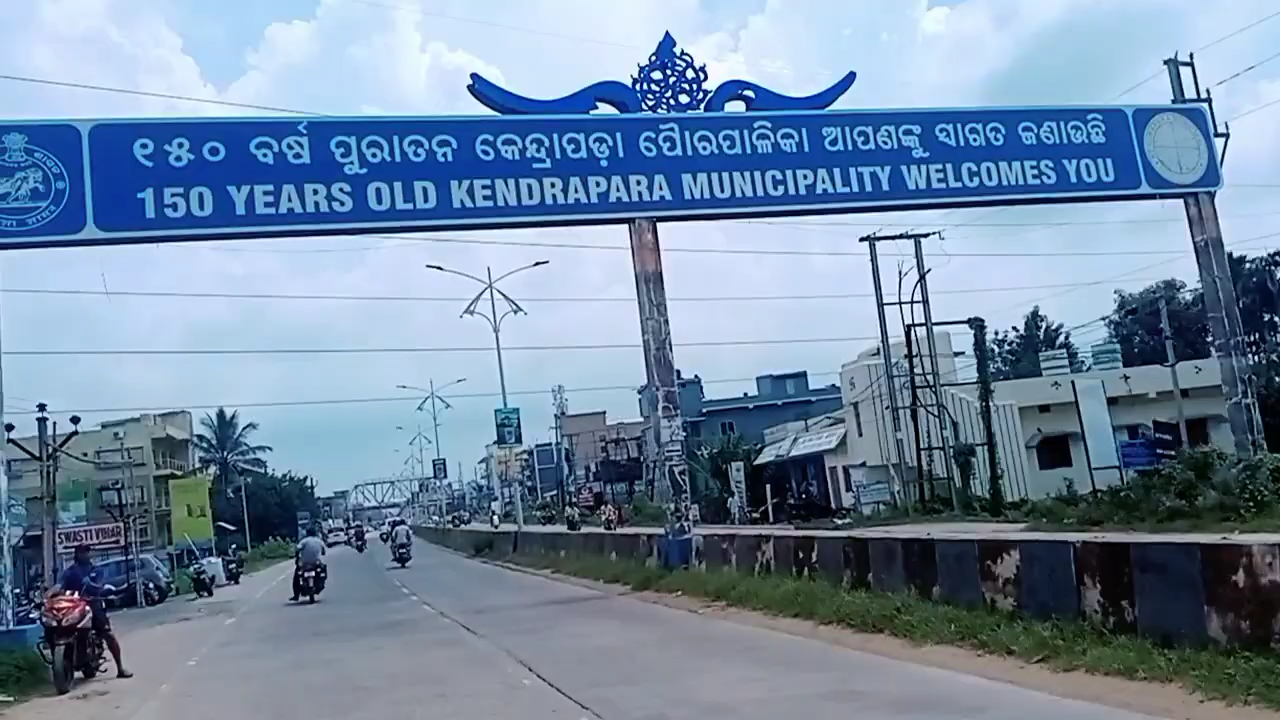 ୧୫୦ ବର୍ଷ ପୁରାତନ କେନ୍ଦ୍ରାପଡ଼ା ପୌରପାଳିକା ଆପଣଙ୍କୁ ସାଗତ ଜଣାଉଛି
150 YEARS OLD KENDRAPARA MUNICIPALITY WELCOMES YOU
SWASTI VIHAR